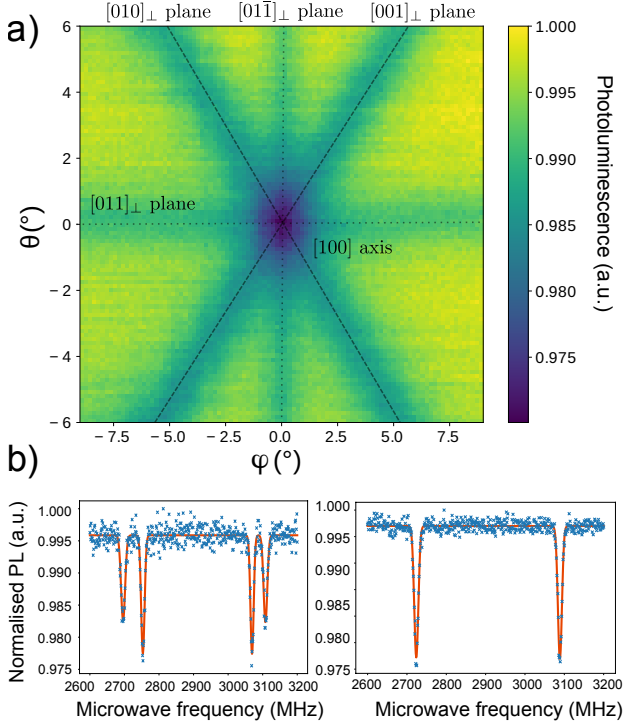 a)
[010]⊥ plane
[011̄]⊥ plane
[001]⊥ plane
6
4
2
0
−2
−4
−6
θ(°)
[011]⊥ plane
[100] axis
−7.5
−5.0
−2.5
0.0
2.5
5.0
7.5
φ(°)
1.000
0.995
0.990
0.985
0.980
0.975
Photoluminescence (a.u.)
b)
Normalised PL (a.u.)
1.000
0.995
0.990
0.985
0.980
0.975
2600 2700 2800 2900 3000 3100 3200
Microwave frequency (MHz)
1.000
0.995
0.990
0.985
0.980
0.975
2600 2700 2800 2900 3000 3100 3200
Microwave frequency (MHz)